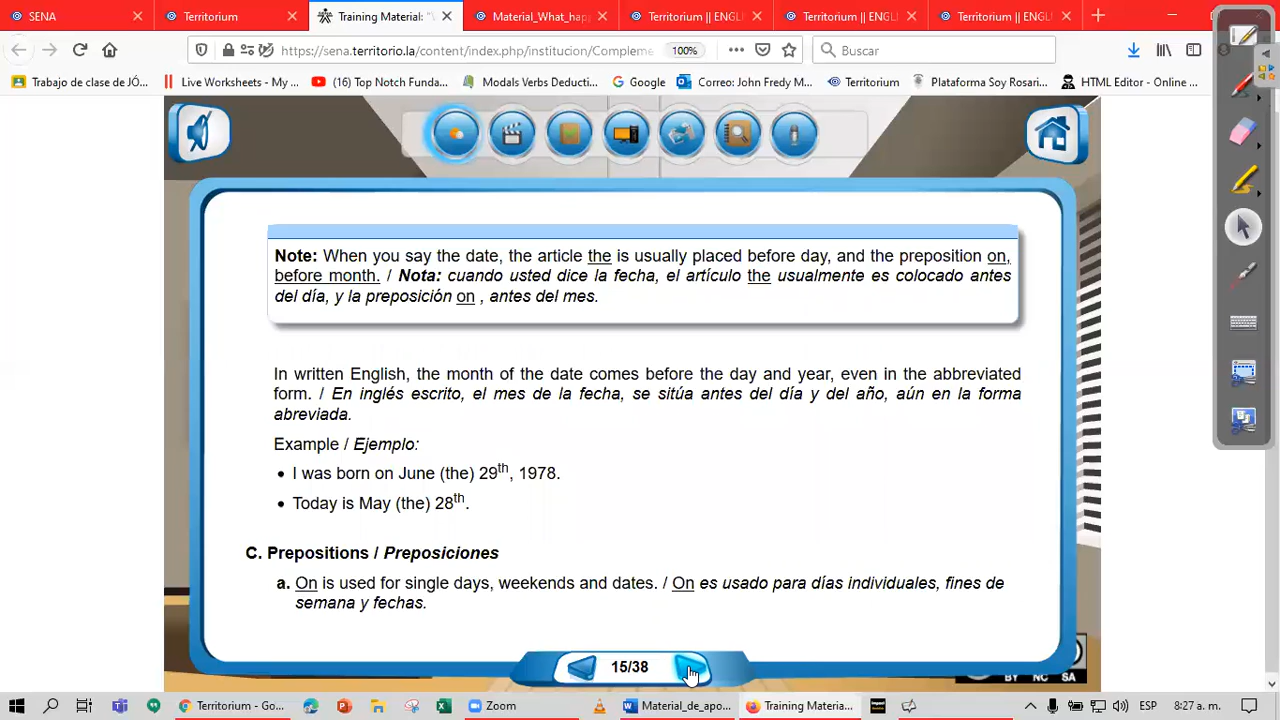 SENA
Territorium
Training Material: "
Material_What_hap
Territorium || ENGL
Territorium || ENGL
Territorium || ENGL
https://sena.territorio.la/content/index.php/institucion/Compleme
100%
Buscar
Trabajo de clase de JÓ...
Live Worksheets - My ...
(16) Top Notch Funda...
Modals Verbs Deducti...
Google
Correo: John Fredy M...
Territorium
Plataforma Soy Rosari...
HTML Editor - Online ...
Note: When you say the date, the article the is usually placed before day, and the preposition on,
before month. / Nota: cuando usted dice la fecha, el artículo the usualmente es colocado antes
del día, y la preposición on , antes del mes.
In written English, the month of the date comes before the day and year, even in the abbreviated
form. / En inglés escrito, el mes de la fecha, se sitúa antes del día y del año, aún en la forma
abreviada.
Example / Ejemplo:
• I was born on June (the) 29th, 1978.
• Today is May (the) 28th.
C. Prepositions / Preposiciones
a. On is used for single days, weekends and dates. / On es usado para días individuales, fines de
semana y fechas.
15/38
BY NC SA
Territorium - Go...
Zoom
Material_de_apo...
Training Materia...
ESP
8:27 a. m.